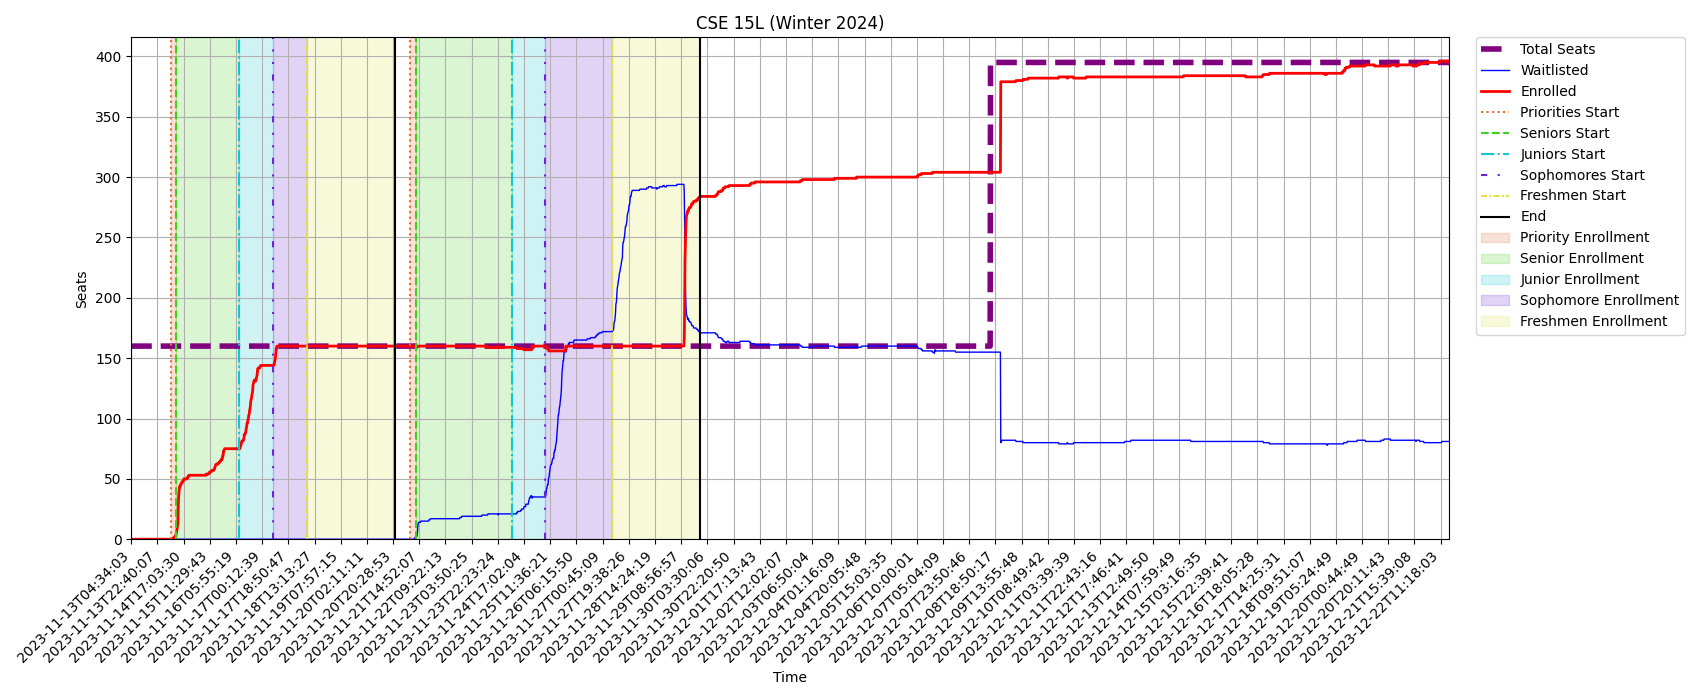 CSE 15L (Winter 2024)
Seats
400
350
300
250
200
150
100
50
0
2023-11-13T04:34:03
2023-11-13T22:40:07
2023-11-14T17:03:30
2023-11-15T11:29:43
2023-11-16T05:55:19
2023-11-17T00:12:39
2023-11-17T18:50:47
2023-11-18T13:13:27
2023-11-19T07:57:15
2023-11-20T02:11:11
2023-11-20T20:28:53
2023-11-21T14:52:07
2023-11-22T09:22:13
2023-11-23T03:50:25
2023-11-23T22:23:24
2023-11-24T17:02:04
2023-11-25T11:36:21
2023-11-26T06:15:50
2023-11-27T00:45:09
2023-11-27T19:38:26
2023-11-28T14:24:19
2023-11-29T08:56:57
2023-11-30T03:30:06
2023-11-30T22:20:50
2023-12-01T17:13:43
2023-12-02T12:02:07
2023-12-03T06:50:04
2023-12-04T01:16:09
2023-12-04T20:05:48
2023-12-05T15:03:35
2023-12-06T10:00:01
2023-12-07T05:04:09
2023-12-07T23:50:46
2023-12-08T18:50:17
2023-12-09T13:55:48
2023-12-10T08:49:42
2023-12-11T03:39:39
2023-12-11T22:43:16
2023-12-12T17:46:41
2023-12-13T12:49:50
2023-12-14T07:59:49
2023-12-15T03:16:35
2023-12-15T22:39:41
2023-12-16T18:05:28
2023-12-17T14:25:31
2023-12-18T09:51:07
2023-12-19T05:24:49
2023-12-20T00:44:49
2023-12-20T20:11:43
2023-12-21T15:39:08
2023-12-22T11:18:03
Time
Total Seats
Waitlisted
Enrolled
Priorities Start
Seniors Start
Juniors Start
Sophomores Start
Freshmen Start
End
Priority Enrollment
Senior Enrollment
Junior Enrollment
Sophomore Enrollment
Freshmen Enrollment